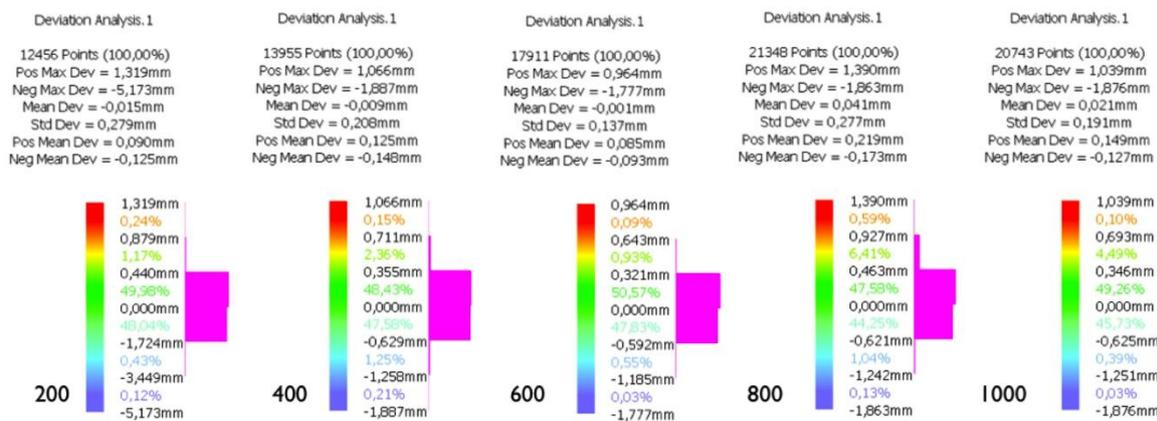 Deviation Analysis.1
12456 Points (100,00%)
Pos Max Dev = 1,319mm
Neg Max Dev = -5,173mm
Mean Dev = -0,015mm
Std Dev = 0,279mm
Pos Mean Dev = 0,090mm
Neg Mean Dev = -0,125mm
1,319mm
0,24%
0,879mm
1,17%
0,440mm
49,98%
0,000mm
48,04%
-1,724mm
0,43%
-3,449mm
0,12%
-5,173mm
200
Deviation Analysis.1
13955 Points (100,00%)
Pos Max Dev = 1,066mm
Neg Max Dev = -1,887mm
Mean Dev = -0,009mm
Std Dev = 0,208mm
Pos Mean Dev = 0,125mm
Neg Mean Dev = -0,148mm
1,066mm
0,15%
0,711mm
2,36%
0,355mm
48,43%
0,000mm
47,58%
-0,629mm
1,25%
-1,258mm
0,21%
-1,887mm
400
Deviation Analysis.1
17911 Points (100,00%)
Pos Max Dev = 0,964mm
Neg Max Dev = -1,777mm
Mean Dev = -0,001mm
Std Dev = 0,137mm
Pos Mean Dev = 0,085mm
Neg Mean Dev = -0,093mm
0,964mm
0,09%
0,643mm
0,93%
0,321mm
50,57%
0,000mm
47,83%
-0,592mm
0,55%
-1,185mm
0,03%
-1,777mm
600
Deviation Analysis.1
21348 Points (100,00%)
Pos Max Dev = 1,390mm
Neg Max Dev = -1,863mm
Mean Dev = 0,041mm
Std Dev = 0,277mm
Pos Mean Dev = 0,219mm
Neg Mean Dev = -0,173mm
1,390mm
0,59%
0,927mm
6,41%
0,463mm
47,58%
0,000mm
44,25%
-0,621mm
1,04%
-1,242mm
0,13%
-1,863mm
800
Deviation Analysis.1
20743 Points (100,00%)
Pos Max Dev = 1,039mm
Neg Max Dev = -1,876mm
Mean Dev = 0,021mm
Std Dev = 0,191mm
Pos Mean Dev = 0,149mm
Neg Mean Dev = -0,127mm
1,039mm
0,10%
0,693mm
4,49%
0,346mm
49,26%
0,000mm
45,73%
-0,625mm
0,39%
-1,251mm
0,03%
-1,876mm
1000